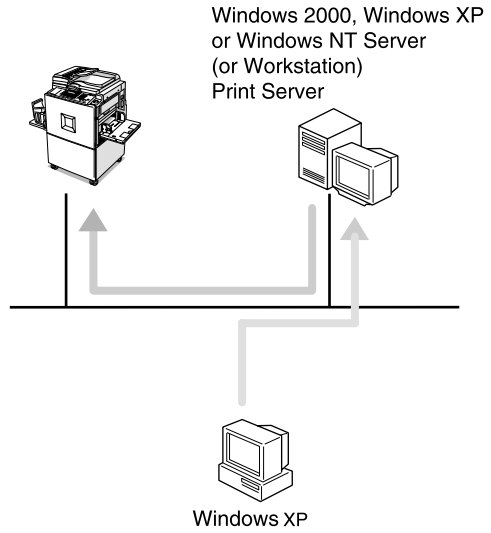 Windows 2000, Windows XP
or Windows NT Server
(or Workstation)
Print Server
Windows XP